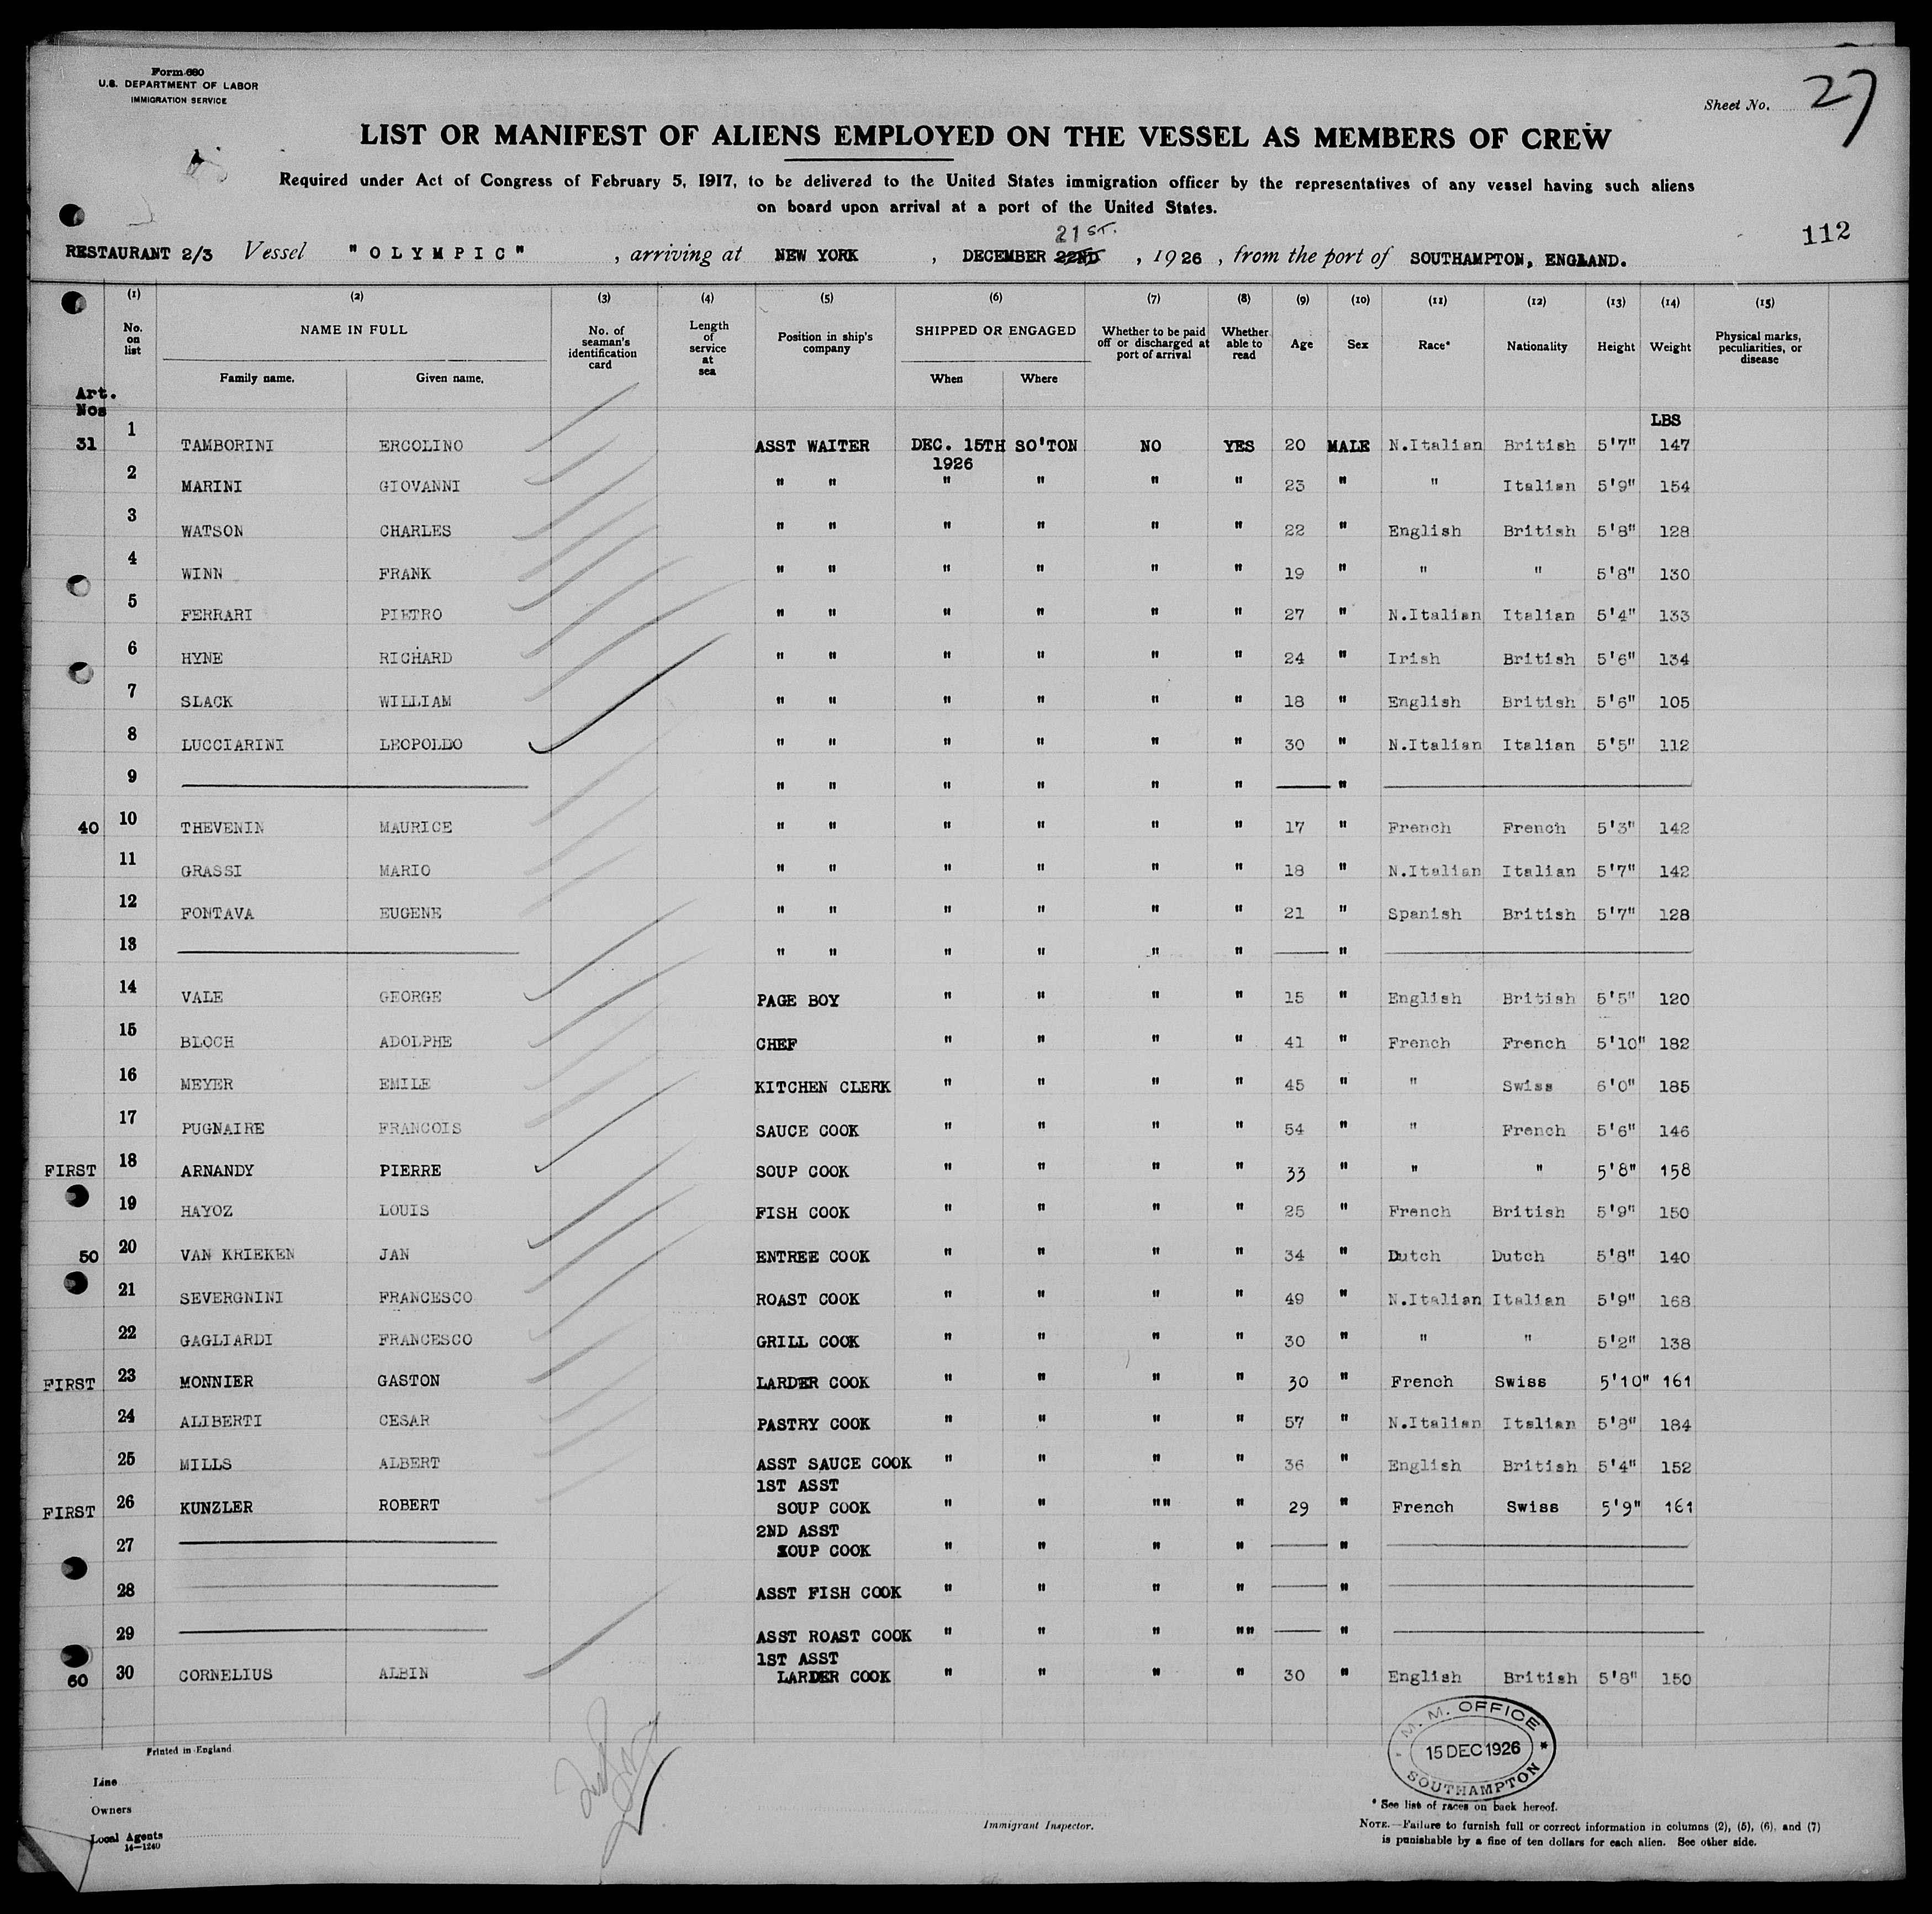 Form 680
U.S. DEPARTMENT OF LABOR
IMMIGRATION SERVICE
Sheet No. 27
LIST OR MANIFEST OF ALIENS EMPLOYED ON THE VESSEL AS MEMBERS OF CREW
Required under Act of Congress of February 5, 1917, to be delivered to the United States immigration officer by the representatives of any vessel having such aliens
on board upon arrival at a port of the United States.
112
21ST.
RESTAURANT 2/3 Vessel "OLYMPIC", arriving at NEW YORK, DECEMBER 22ND, 1926, from the port of SOUTHAMPTON, ENGLAND.
(1) (2) (3) (4) (5) (6) (7) (8) (9) (10) (11) (12) (13) (14) (15)
No. on list NAME IN FULL Family name. Given name. No. of seaman's identification card Length of service at sea Position in ship's company SHIPPED OR ENGAGED When Where Whether to be paid off or discharged at port of arrival Whether able to read Age Sex Race* Nationality Height Weight Physical marks, peculiarities, or disease
Art. Nos
LBS
31 1 TAMBORINI ERCOLINO ASST WAITER DEC. 15TH 1926 SO'TON NO YES 20 MALE N.Italian British 5'7" 147
2 MARINI GIOVANNI " " " " " " 23 " " Italian 5'9" 154
3 WATSON CHARLES " " " " " " 22 " English British 5'8" 128
4 WINN FRANK " " " " " " 19 " " " 5'8" 130
5 FERRARI PIETRO " " " " " " 27 " N.Italian Italian 5'4" 133
6 HYNE RICHARD " " " " " " 24 " Irish British 5'6" 134
7 SLACK WILLIAM " " " " " " 18 " English British 5'6" 105
8 LUCCIARINI LEOPOLDO " " " " " " 30 " N.Italian Italian 5'5" 112
9 " " " " " " "
40 10 THEVENIN MAURICE " " " " " " 17 " French French 5'3" 142
11 GRASSI MARIO " " " " " " 18 " N.Italian Italian 5'7" 142
12 FONTAVA EUGENE " " " " " " 21 " Spanish British 5'7" 128
13 " " " " " " "
14 VALE GEORGE PAGE BOY " " " " 15 " English British 5'5" 120
15 BLOCH ADOLPHE CHEF " " " " 41 " French French 5'10" 182
16 MEYER EMILE KITCHEN CLERK " " " " 45 " " Swiss 6'0" 185
17 PUGNAIRE FRANCOIS SAUCE COOK " " " " 54 " " French 5'6" 146
FIRST 18 ARNANDY PIERRE SOUP COOK " " " " 33 " " " 5'8" 158
19 HAYOZ LOUIS FISH COOK " " " " 25 " French British 5'9" 150
50 20 VAN KRIEKEN JAN ENTREE COOK " " " " 34 " Dutch Dutch 5'8" 140
21 SEVERGNINI FRANCESCO ROAST COOK " " " " 49 " N.Italian Italian 5'9" 168
22 GAGLIARDI FRANCESCO GRILL COOK " " " " 30 " " " 5'2" 138
FIRST 23 MONNIER GASTON LARDER COOK " " " " 30 " French Swiss 5'10" 161
24 ALIBERTI CESAR PASTRY COOK " " " " 57 " N.Italian Italian 5'8" 184
25 MILLS ALBERT ASST SAUCE COOK " " " " 36 " English British 5'4" 152
FIRST 26 KUNZLER ROBERT 1ST ASST SOUP COOK " " "" " 29 " French Swiss 5'9" 161
27 2ND ASST SOUP COOK " " " " "
28 ASST FISH COOK " " " " "
29 ASST ROAST COOK " " " "" "
60 30 CORNELIUS ALBIN 1ST ASST LARDER COOK " " " " 30 " English British 5'8" 150
M. M. OFFICE
15 DEC 1926
SOUTHAMPTON
Printed in England
Line
Owners
Local Agents
14—1240
Immigrant Inspector.
* See list of races on back hereof.
NOTE.—Failure to furnish full or correct information in columns (2), (5), (6), and (7)
is punishable by a fine of ten dollars for each alien. See other side.